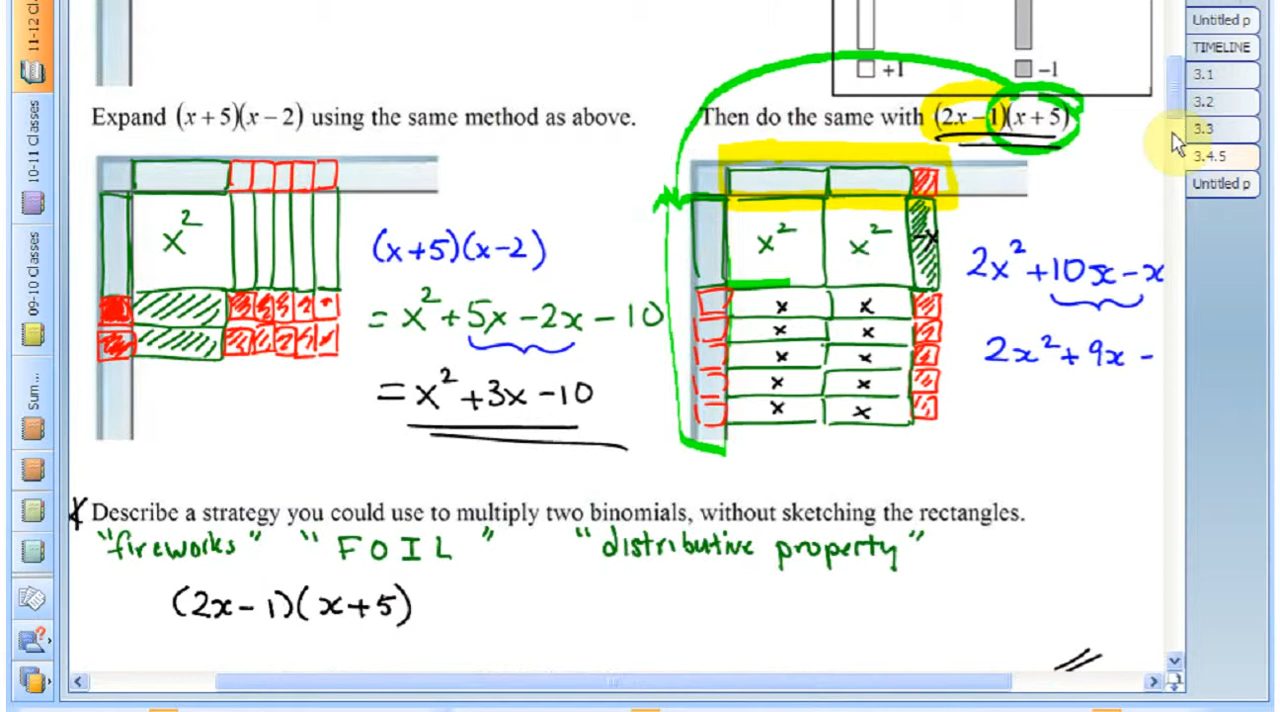 11-12 Classes
10-11 Classes
09-10 Classes
Sum...
Untitled p
TIMELINE
3.1
3.2
3.3
3.4.5
Untitled p
+1
-1
Expand (x + 5)(x − 2) using the same method as above.
Then do the same with (2x − 1)(x + 5)
x²
(x+5)(x-2)
= x² + 5x - 2x - 10
= x² + 3x - 10
x² x² -x
x x
x x
x x
x x
x x
2x² + 10x - x
2x² + 9x -
Describe a strategy you could use to multiply two binomials, without sketching the rectangles.
"fireworks" "FOIL" "distributive property"
(2x - 1)(x + 5)